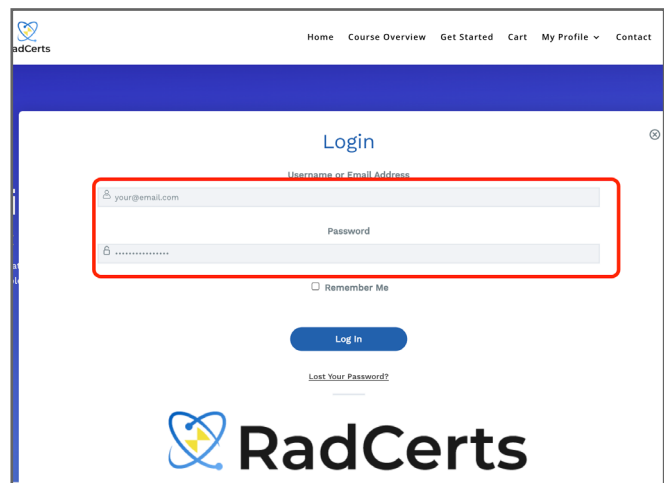 adCerts
Home Course Overview Get Started Cart My Profile Contact
Login
Username or Email Address
your@email.com
Password
...............
Remember Me
Log In
Lost Your Password?
RadCerts